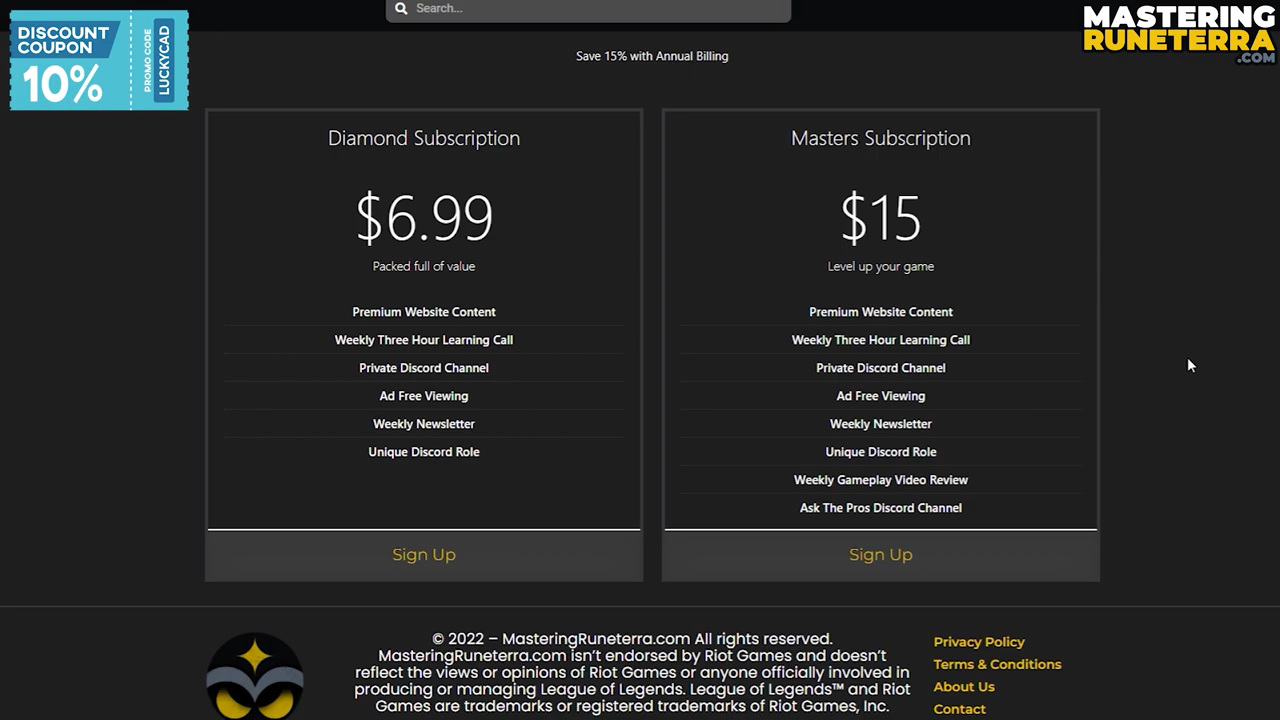 Search...
DISCOUNT
COUPON
10%
PROMO CODE
LUCKYCAD
MASTERING
RUNETERRA
.COM
Save 15% with Annual Billing
Diamond Subscription
$6.99
Packed full of value
Premium Website Content
Weekly Three Hour Learning Call
Private Discord Channel
Ad Free Viewing
Weekly Newsletter
Unique Discord Role
Sign Up
Masters Subscription
$15
Level up your game
Premium Website Content
Weekly Three Hour Learning Call
Private Discord Channel
Ad Free Viewing
Weekly Newsletter
Unique Discord Role
Weekly Gameplay Video Review
Ask The Pros Discord Channel
Sign Up
© 2022 – MasteringRuneterra.com All rights reserved.
MasteringRuneterra.com isn't endorsed by Riot Games and doesn't
reflect the views or opinions of Riot Games or anyone officially involved in
producing or managing League of Legends. League of Legends™ and Riot
Games are trademarks or registered trademarks of Riot Games, Inc.
Privacy Policy
Terms & Conditions
About Us
Contact